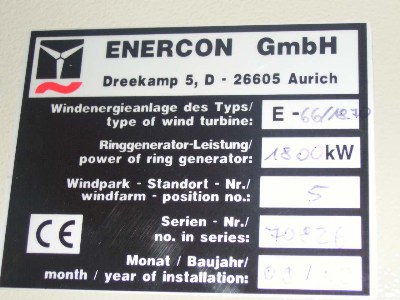 ENERCON GmbH
Dreekamp 5, D - 26605 Aurich
Windenergieanlage des Typs/
type of wind turbine:
E - 66/1870
Ringgenerator-Leistung/
power of ring generator:
1800 kW
Windpark - Standort - Nr./
windfarm - position no.:
5
Serien - Nr./
no. in series:
CE
Monat / Baujahr/
month / year of installation: